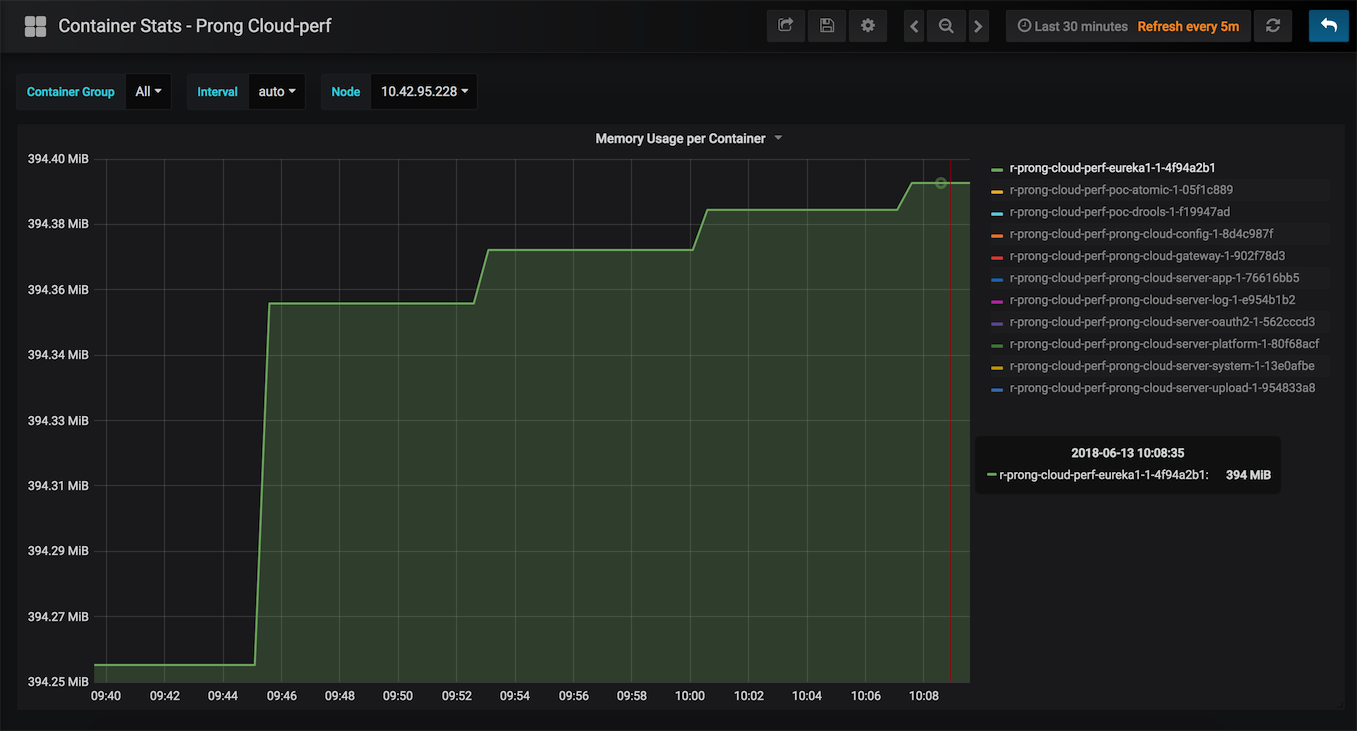 Container Stats - Prong Cloud-perf
Last 30 minutes Refresh every 5m
Container Group All Interval auto Node 10.42.95.228
Memory Usage per Container
394.40 MiB
394.38 MiB
394.36 MiB
394.34 MiB
394.33 MiB
394.31 MiB
394.29 MiB
394.27 MiB
394.25 MiB
09:40 09:42 09:44 09:46 09:48 09:50 09:52 09:54 09:56 09:58 10:00 10:02 10:04 10:06 10:08
r-prong-cloud-perf-eureka1-1-4f94a2b1
r-prong-cloud-perf-poc-atomic-1-05f1c889
r-prong-cloud-perf-poc-drools-1-f19947ad
r-prong-cloud-perf-prong-cloud-config-1-8d4c987f
r-prong-cloud-perf-prong-cloud-gateway-1-902f78d3
r-prong-cloud-perf-prong-cloud-server-app-1-76616bb5
r-prong-cloud-perf-prong-cloud-server-log-1-e954b1b2
r-prong-cloud-perf-prong-cloud-server-oauth2-1-562cccd3
r-prong-cloud-perf-prong-cloud-server-platform-1-80f68acf
r-prong-cloud-perf-prong-cloud-server-system-1-13e0afbe
r-prong-cloud-perf-prong-cloud-server-upload-1-954833a8
2018-06-13 10:08:35
r-prong-cloud-perf-eureka1-1-4f94a2b1: 394 MiB